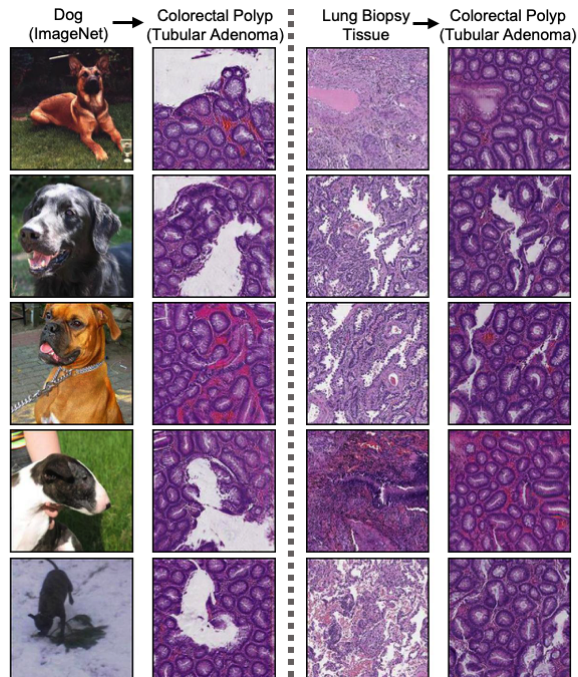 Dog
(ImageNet)
Colorectal Polyp
(Tubular Adenoma)
Lung Biopsy
Tissue
Colorectal Polyp
(Tubular Adenoma)